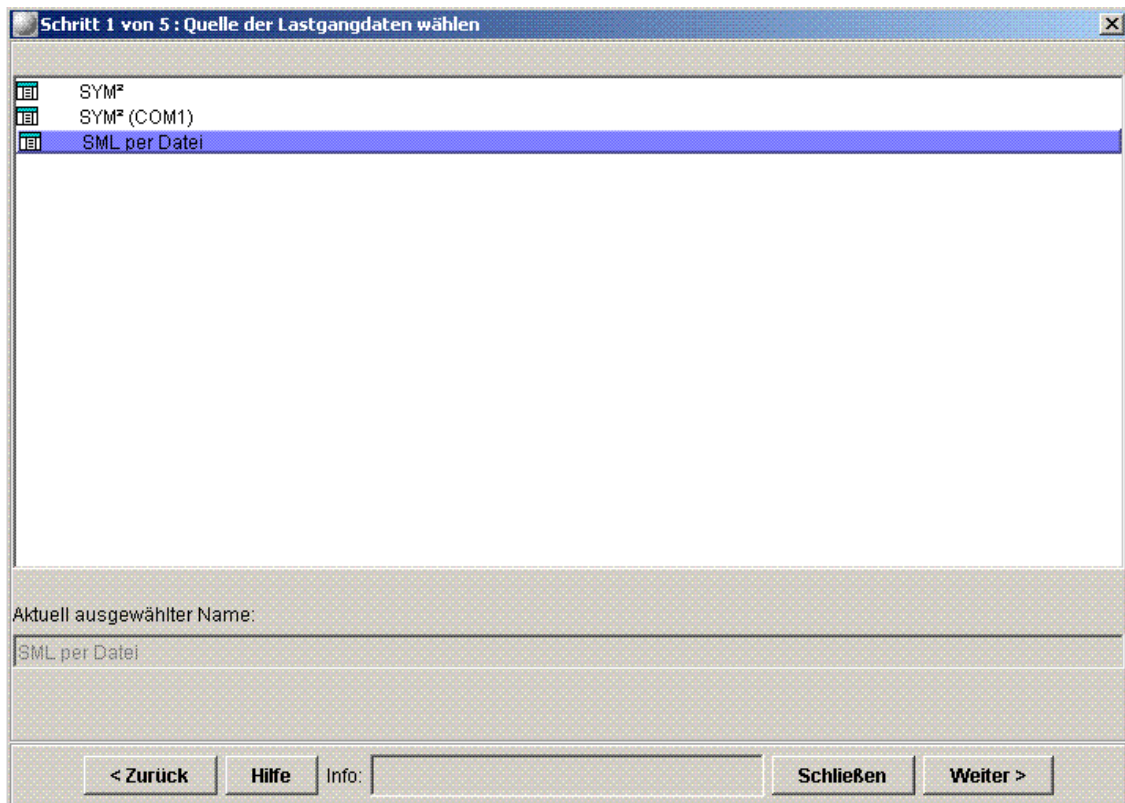 Schritt 1 von 5 : Quelle der Lastgangdaten wählen
SYM²
SYM² (COM1)
SML per Datei
Aktuell ausgewählter Name:
SML per Datei
< Zurück Hilfe Info: Schließen Weiter >